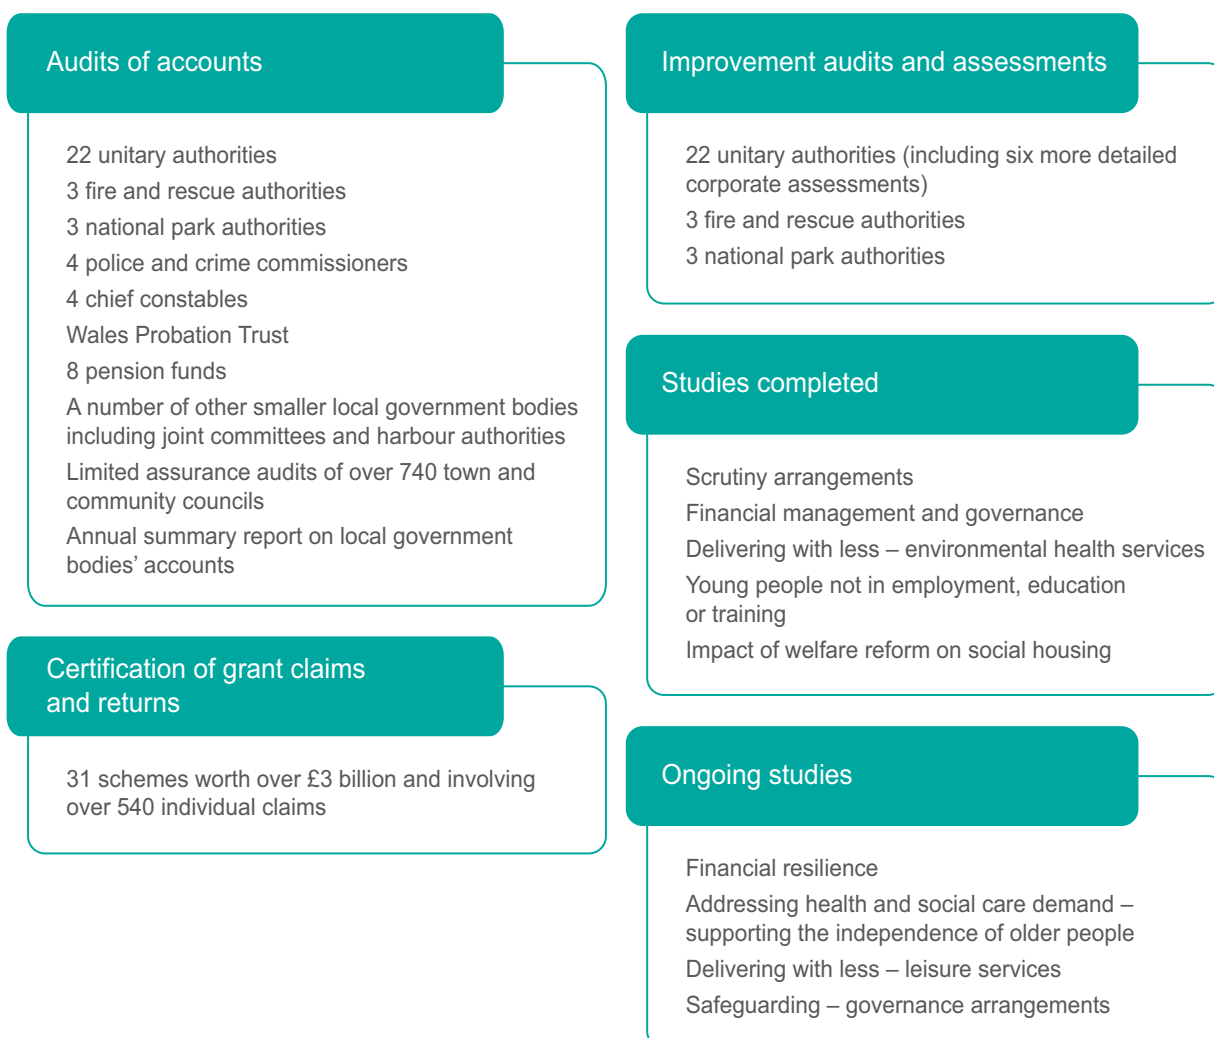 Audits of accounts
22 unitary authorities
3 fire and rescue authorities
3 national park authorities
4 police and crime commissioners
4 chief constables
Wales Probation Trust
8 pension funds
A number of other smaller local government bodies
including joint committees and harbour authorities
Limited assurance audits of over 740 town and
community councils
Annual summary report on local government
bodies’ accounts
Certification of grant claims
and returns
31 schemes worth over £3 billion and involving
over 540 individual claims
Improvement audits and assessments
22 unitary authorities (including six more detailed
corporate assessments)
3 fire and rescue authorities
3 national park authorities
Studies completed
Scrutiny arrangements
Financial management and governance
Delivering with less – environmental health services
Young people not in employment, education
or training
Impact of welfare reform on social housing
Ongoing studies
Financial resilience
Addressing health and social care demand –
supporting the independence of older people
Delivering with less – leisure services
Safeguarding – governance arrangements